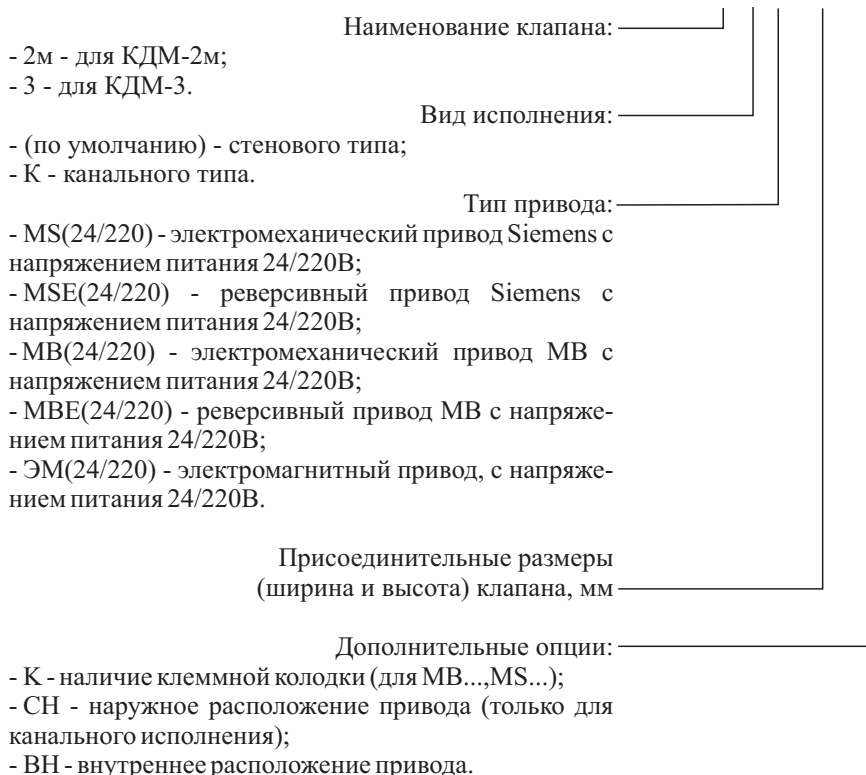 Наименование клапана:
- 2м - для КДМ-2м;
- 3 - для КДМ-3.
Вид исполнения:
- (по умолчанию) - стенового типа;
- К - канального типа.
Тип привода:
- MS(24/220) - электромеханический привод Siemens с
напряжением питания 24/220В;
- MSE(24/220) - реверсивный привод Siemens с
напряжением питания 24/220В;
- МВ(24/220) - электромеханический привод МВ с
напряжением питания 24/220В;
- МВЕ(24/220) - реверсивный привод МВ с напряже-
нием питания 24/220В;
- ЭМ(24/220) - электромагнитный привод, с напряже-
нием питания 24/220В.
Присоединительные размеры
(ширина и высота) клапана, мм
Дополнительные опции:
- К - наличие клеммной колодки (для МВ...,MS...);
- СН - наружное расположение привода (только для
канального исполнения);
- ВН - внутреннее расположение привода.